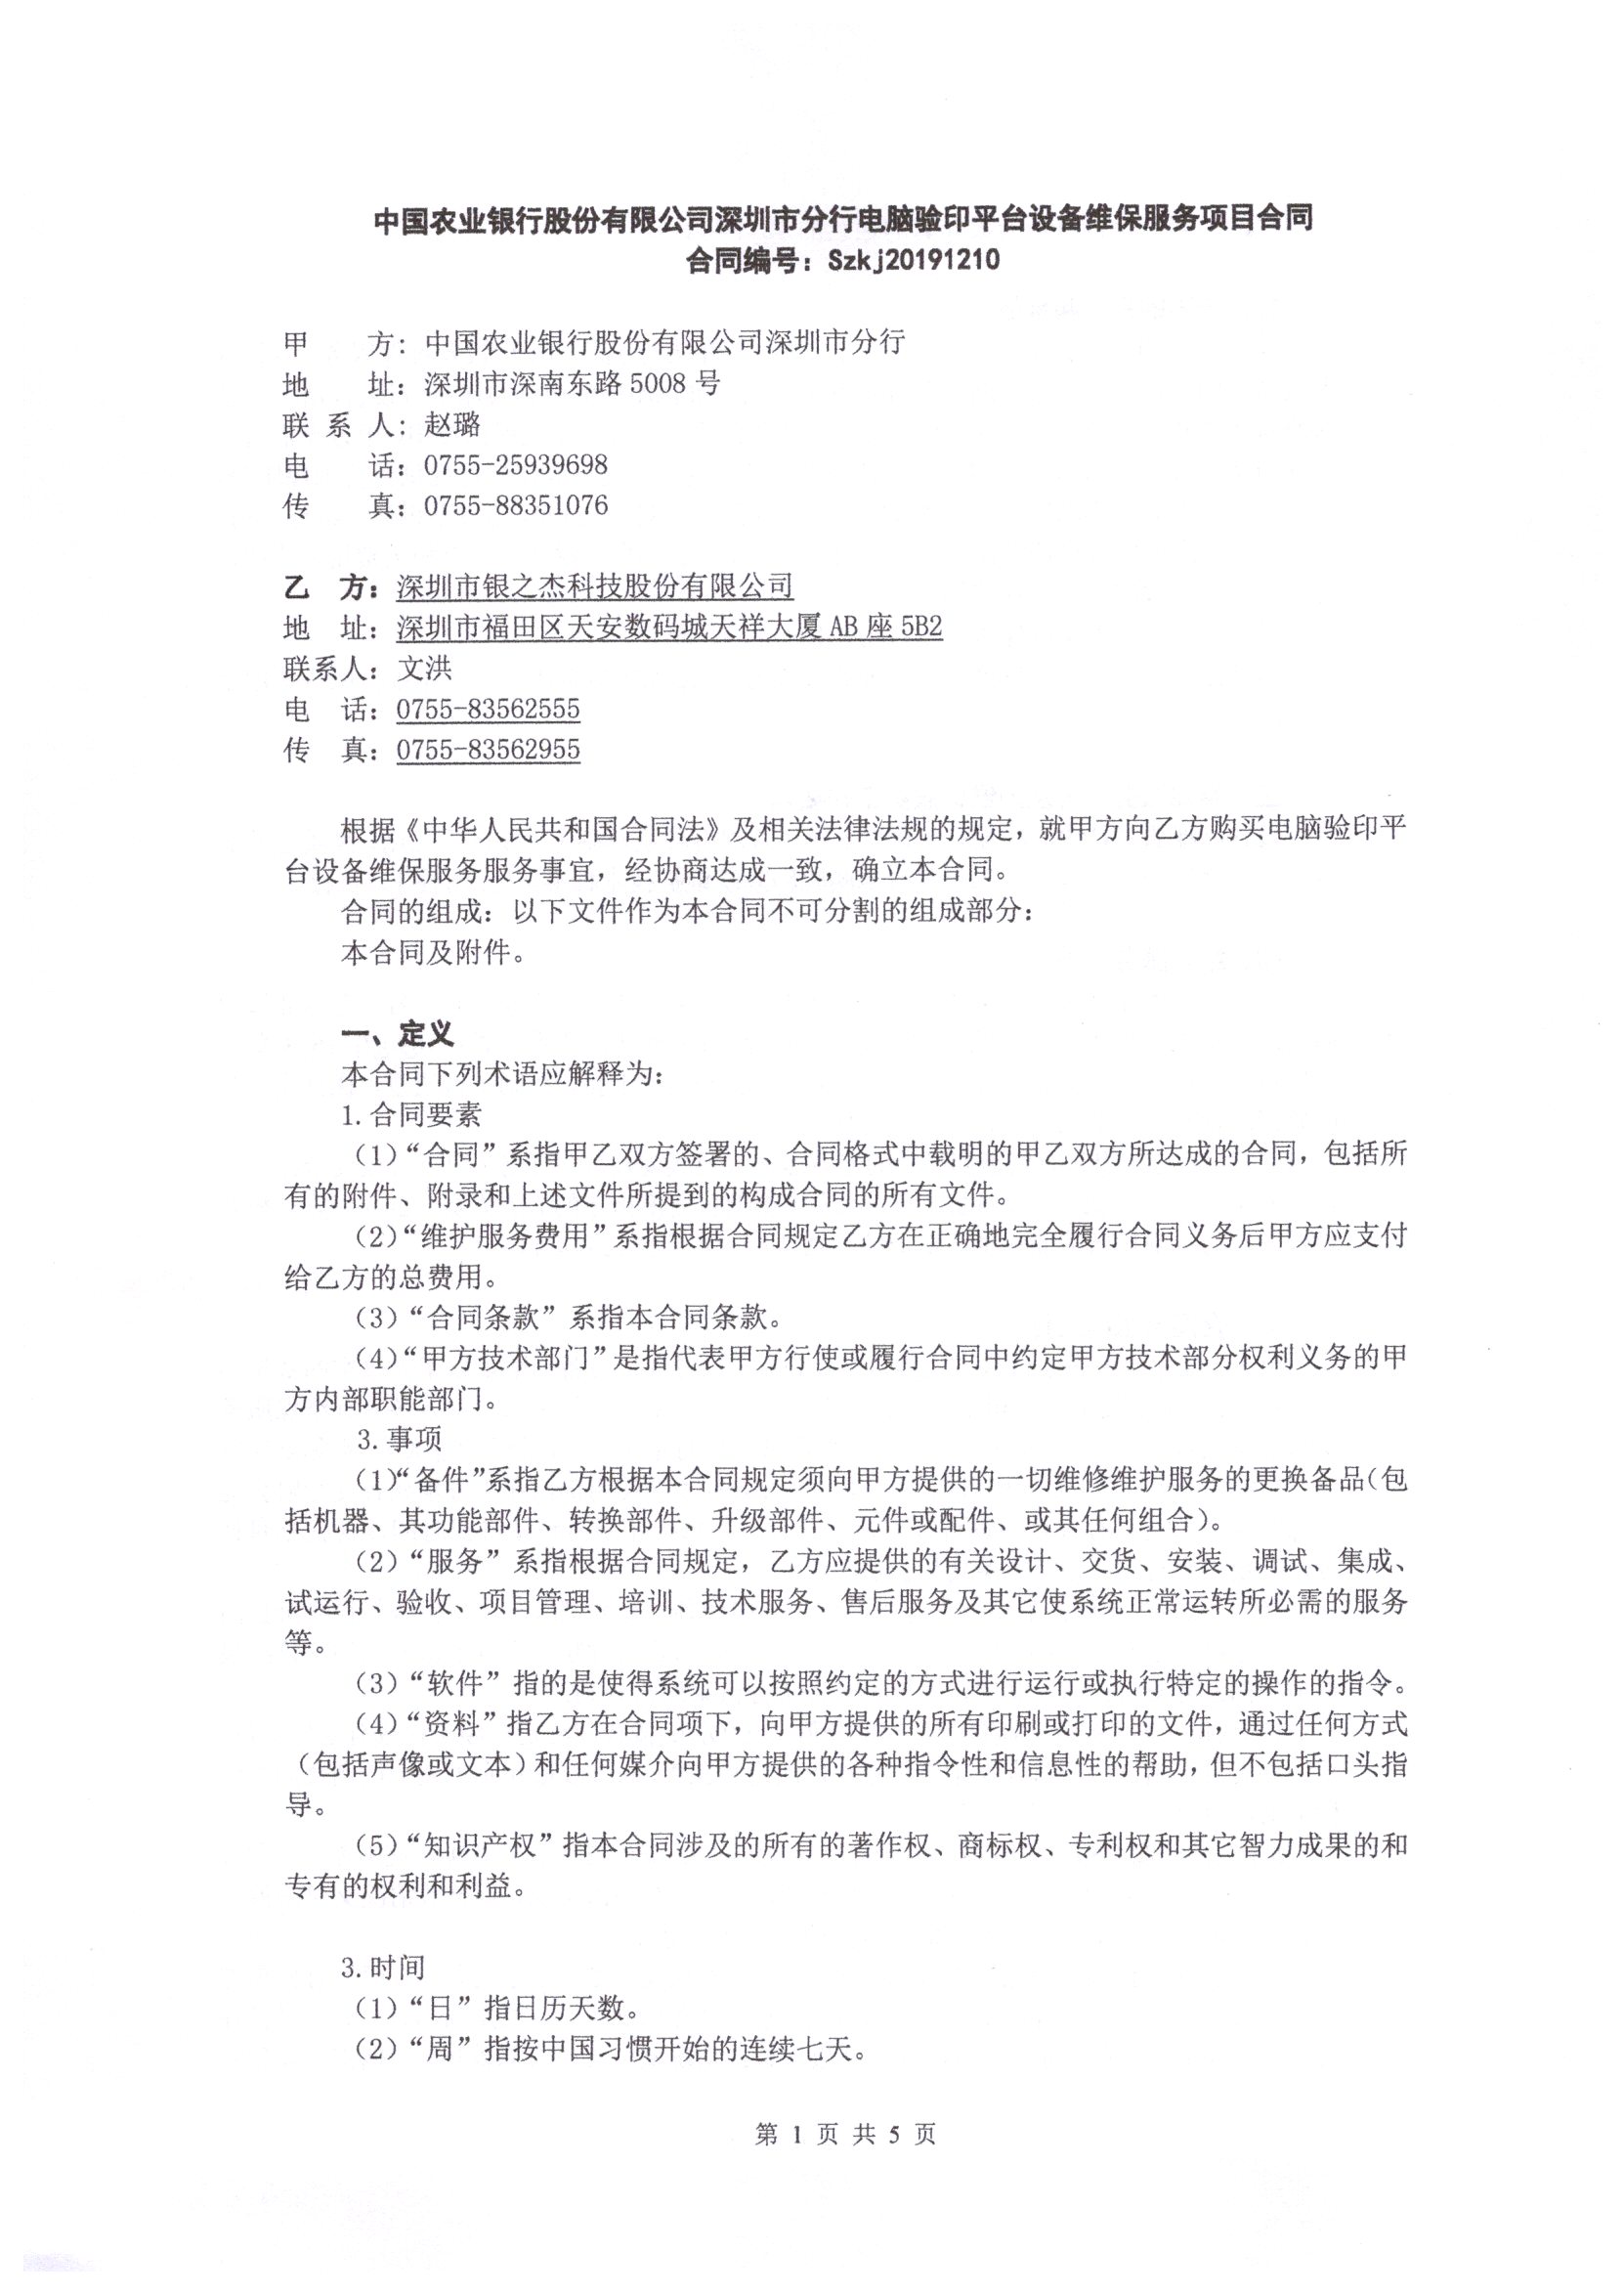 中国农业银行股份有限公司深圳市分行电脑验印平台设备维保服务项目合同
合同编号：Szkj20191210
甲　　方：中国农业银行股份有限公司深圳市分行
地　　址：深圳市深南东路 5008 号
联 系 人：赵璐
电　　话：0755-25939698
传　　真：0755-88351076
乙　方：深圳市银之杰科技股份有限公司
地　址：深圳市福田区天安数码城天祥大厦 AB 座 5B2
联系人：文洪
电　话：0755-83562555
传　真：0755-83562955
根据《中华人民共和国合同法》及相关法律法规的规定，就甲方向乙方购买电脑验印平
台设备维保服务服务事宜，经协商达成一致，确立本合同。
合同的组成：以下文件作为本合同不可分割的组成部分：
本合同及附件。
一、定义
本合同下列术语应解释为：
1.合同要素
（1）“合同”系指甲乙双方签署的、合同格式中载明的甲乙双方所达成的合同，包括所
有的附件、附录和上述文件所提到的构成合同的所有文件。
（2）“维护服务费用”系指根据合同规定乙方在正确地完全履行合同义务后甲方应支付
给乙方的总费用。
（3）“合同条款”系指本合同条款。
（4）“甲方技术部门”是指代表甲方行使或履行合同中约定甲方技术部分权利义务的甲
方内部职能部门。
3.事项
（1）“备件”系指乙方根据本合同规定须向甲方提供的一切维修维护服务的更换备品（包
括机器、其功能部件、转换部件、升级部件、元件或配件、或其任何组合）。
（2）“服务”系指根据合同规定，乙方应提供的有关设计、交货、安装、调试、集成、
试运行、验收、项目管理、培训、技术服务、售后服务及其它使系统正常运转所必需的服务
等。
（3）“软件”指的是使得系统可以按照约定的方式进行运行或执行特定的操作的指令。
（4）“资料”指乙方在合同项下，向甲方提供的所有印刷或打印的文件，通过任何方式
（包括声像或文本）和任何媒介向甲方提供的各种指令性和信息性的帮助，但不包括口头指
导。
（5）“知识产权”指本合同涉及的所有的著作权、商标权、专利权和其它智力成果的和
专有的权利和利益。
3.时间
（1）“日”指日历天数。
（2）“周”指按中国习惯开始的连续七天。
第 1 页 共 5 页